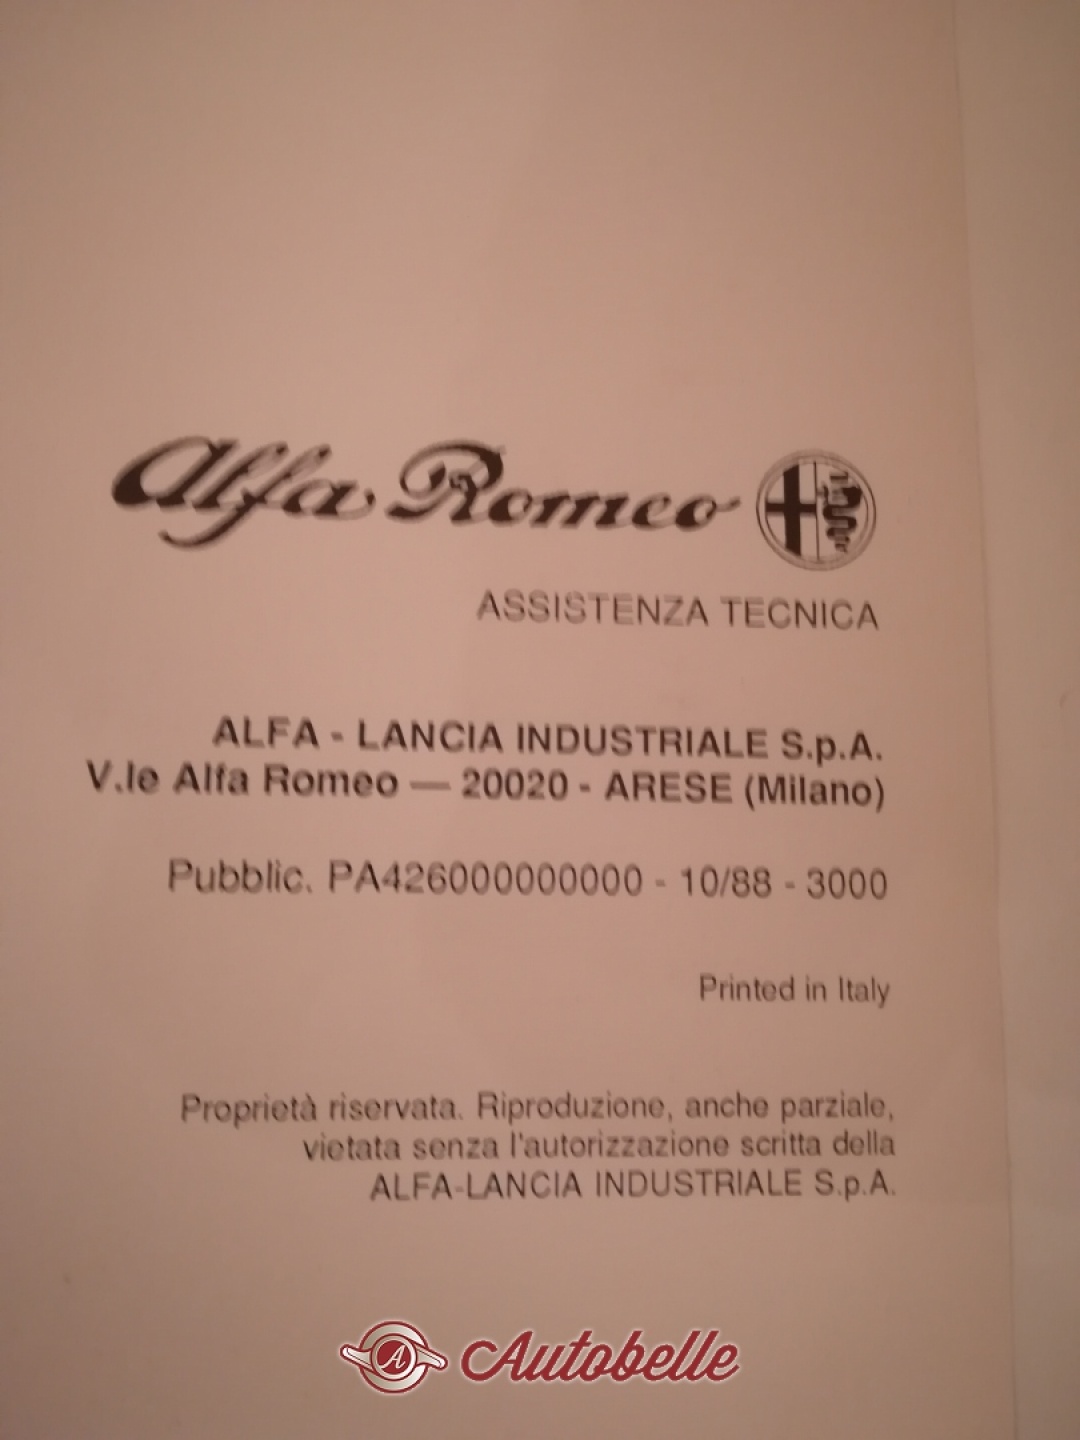 Alfa Romeo
ASSISTENZA TECNICA
ALFA - LANCIA INDUSTRIALE S.p.A.
V.le Alfa Romeo — 20020 - ARESE (Milano)
Pubblic. PA426000000000 - 10/88 - 3000
Printed in Italy
Proprietà riservata. Riproduzione, anche parziale,
vietata senza l'autorizzazione scritta della
ALFA-LANCIA INDUSTRIALE S.p.A.
A Autobelle